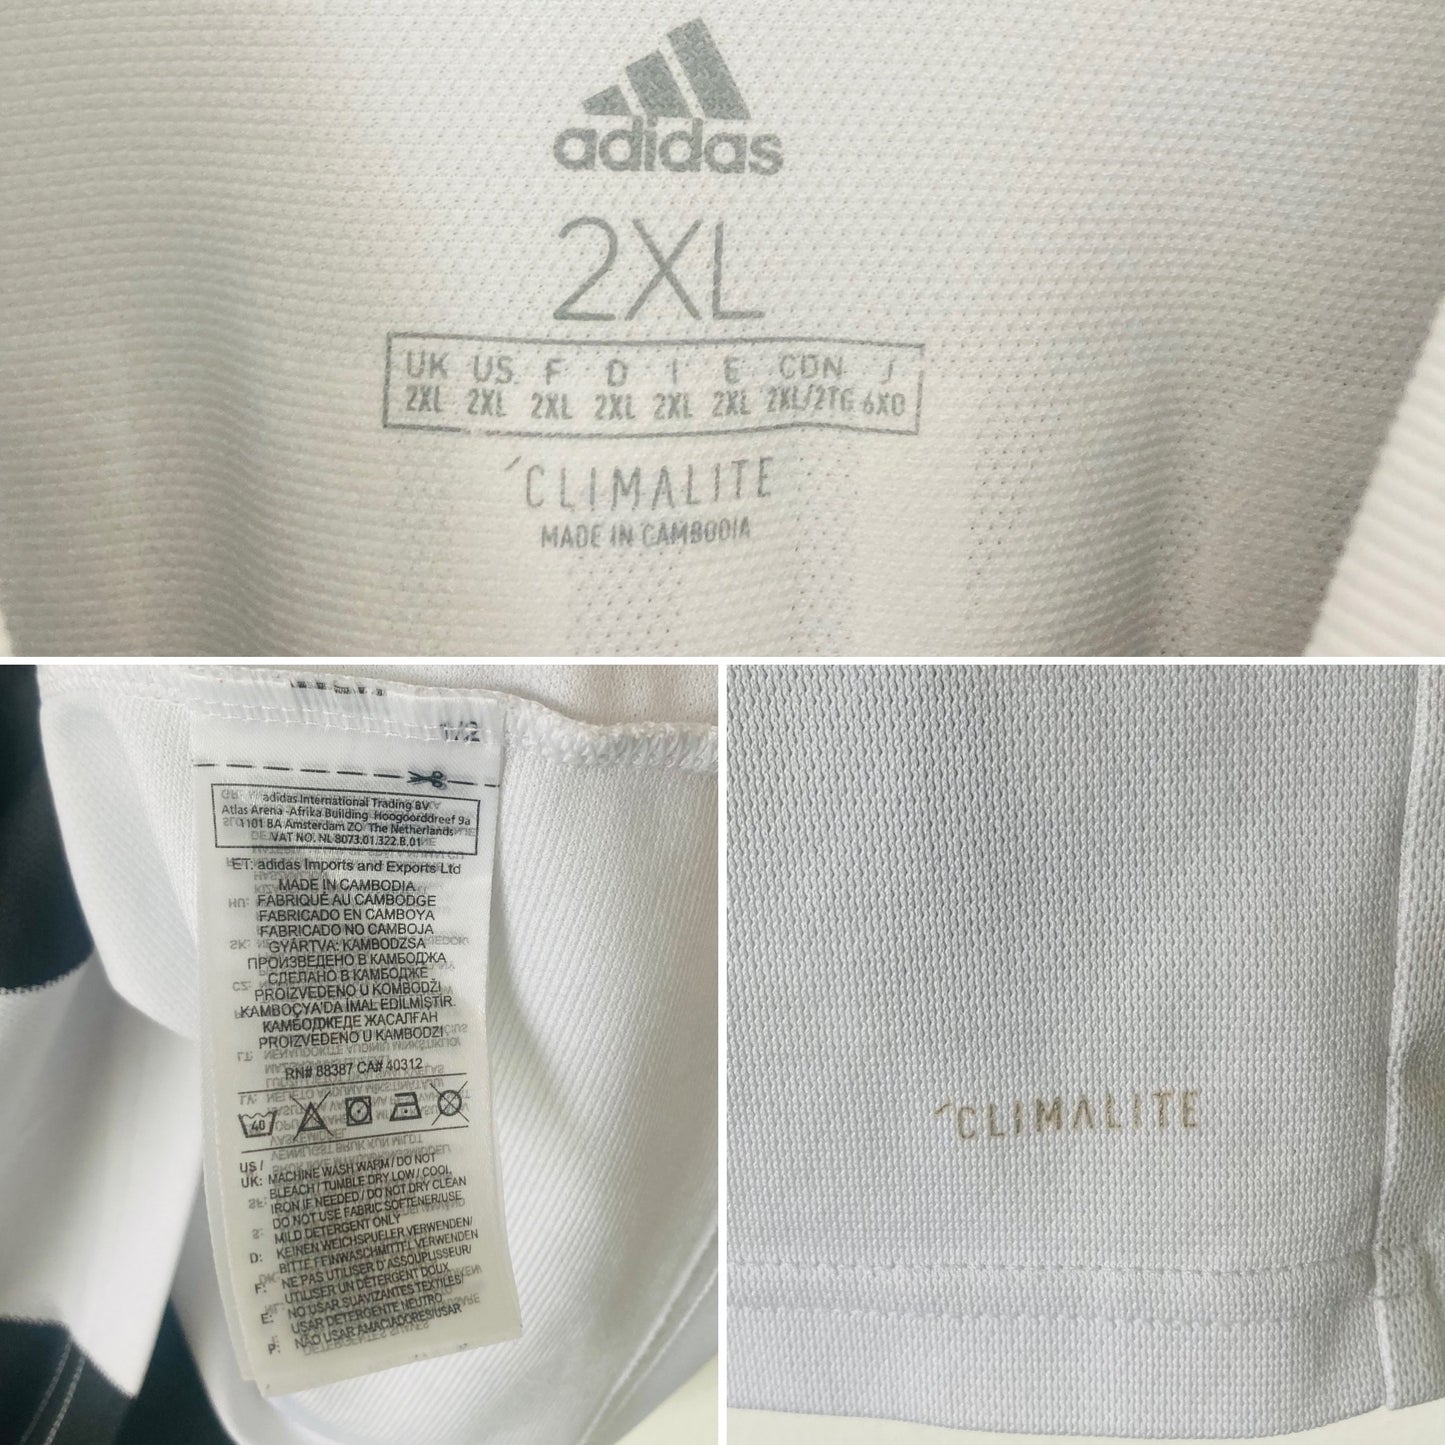 adidas
2XL
UK US F D I E CDN J
2XL 2XL 2XL 2XL 2XL 2XL 2XL/2TG 6XO
CLIMALITE
MADE IN CAMBODIA
1/2
adidas International Trading BV
Atlas Arena -Afrika Building Hoogoorddreef 9a
1101 BA Amsterdam ZO The Netherlands
VAT NO. NL 8073.01.322.B.01
ET: adidas Imports and Exports Ltd
MADE IN CAMBODIA
FABRIQUÉ AU CAMBODGE
FABRICADO EN CAMBOYA
FABRICADO NO CAMBOJA
GYÁRTVA: KAMBODZSA
ПРОИЗВЕДЕНО В КАМБОДЖА
СДЕЛАНО В КАМБОДЖЕ
PROIZVEDENO U KOMBODŽI
KAMBOÇYA'DA İMAL EDİLMİŞTİR.
КАМБОДЖЕДЕ ЖАСАЛҒАН
PROIZVEDENO U KAMBODZI
RN# 88387 CA# 40312
40
US /
UK: MACHINE WASH WARM / DO NOT
BLEACH / TUMBLE DRY LOW / COOL
IRON IF NEEDED / DO NOT DRY CLEAN
DO NOT USE FABRIC SOFTENER/USE
MILD DETERGENT ONLY
D: KEINEN WEICHSPUELER VERWENDEN/
BITTE FEINWASCHMITTEL VERWENDEN
F: NE PAS UTILISER D'ASSOUPLISSEUR/
UTILISER UN DÉTERGENT DOUX
E: NO USAR SUAVIZANTES TEXTILES/
USAR DETERGENTE NEUTRO
P: NÃO USAR AMACIADORES/USAR
CLIMALITE